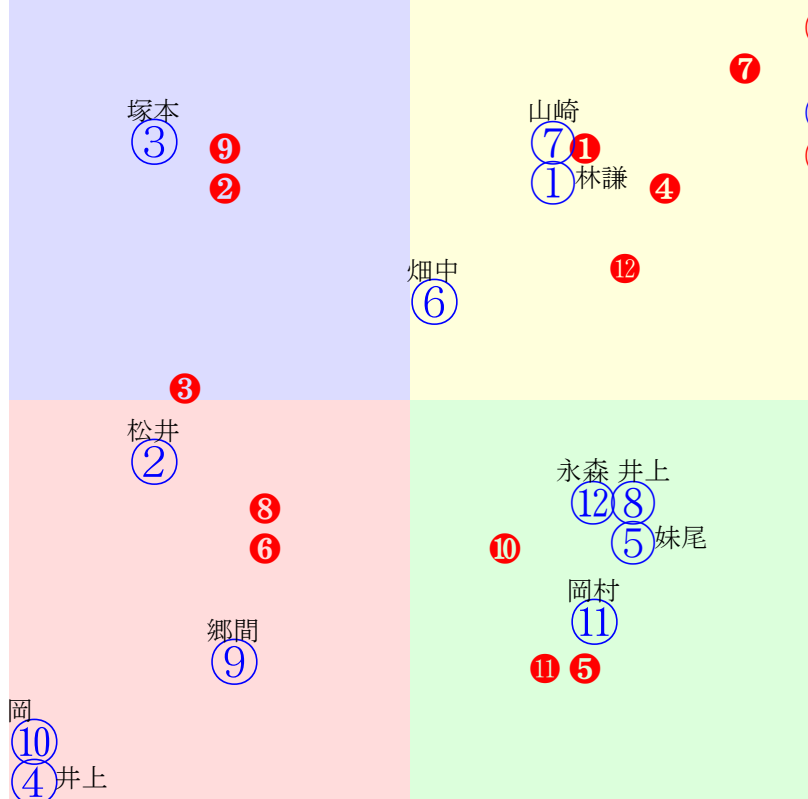 ❼
塚本
山崎
③ ❾
⑦ ❶
❷
① 林謙 ❹
畑中
⓬
⑥
❸
松井
②
永森 井上
❽
⑫ ⑧
❻
❿
⑤ 妹尾
岡村
⑪
郷間
⑨
⓫ ❺
岡
⑩
④ 井上